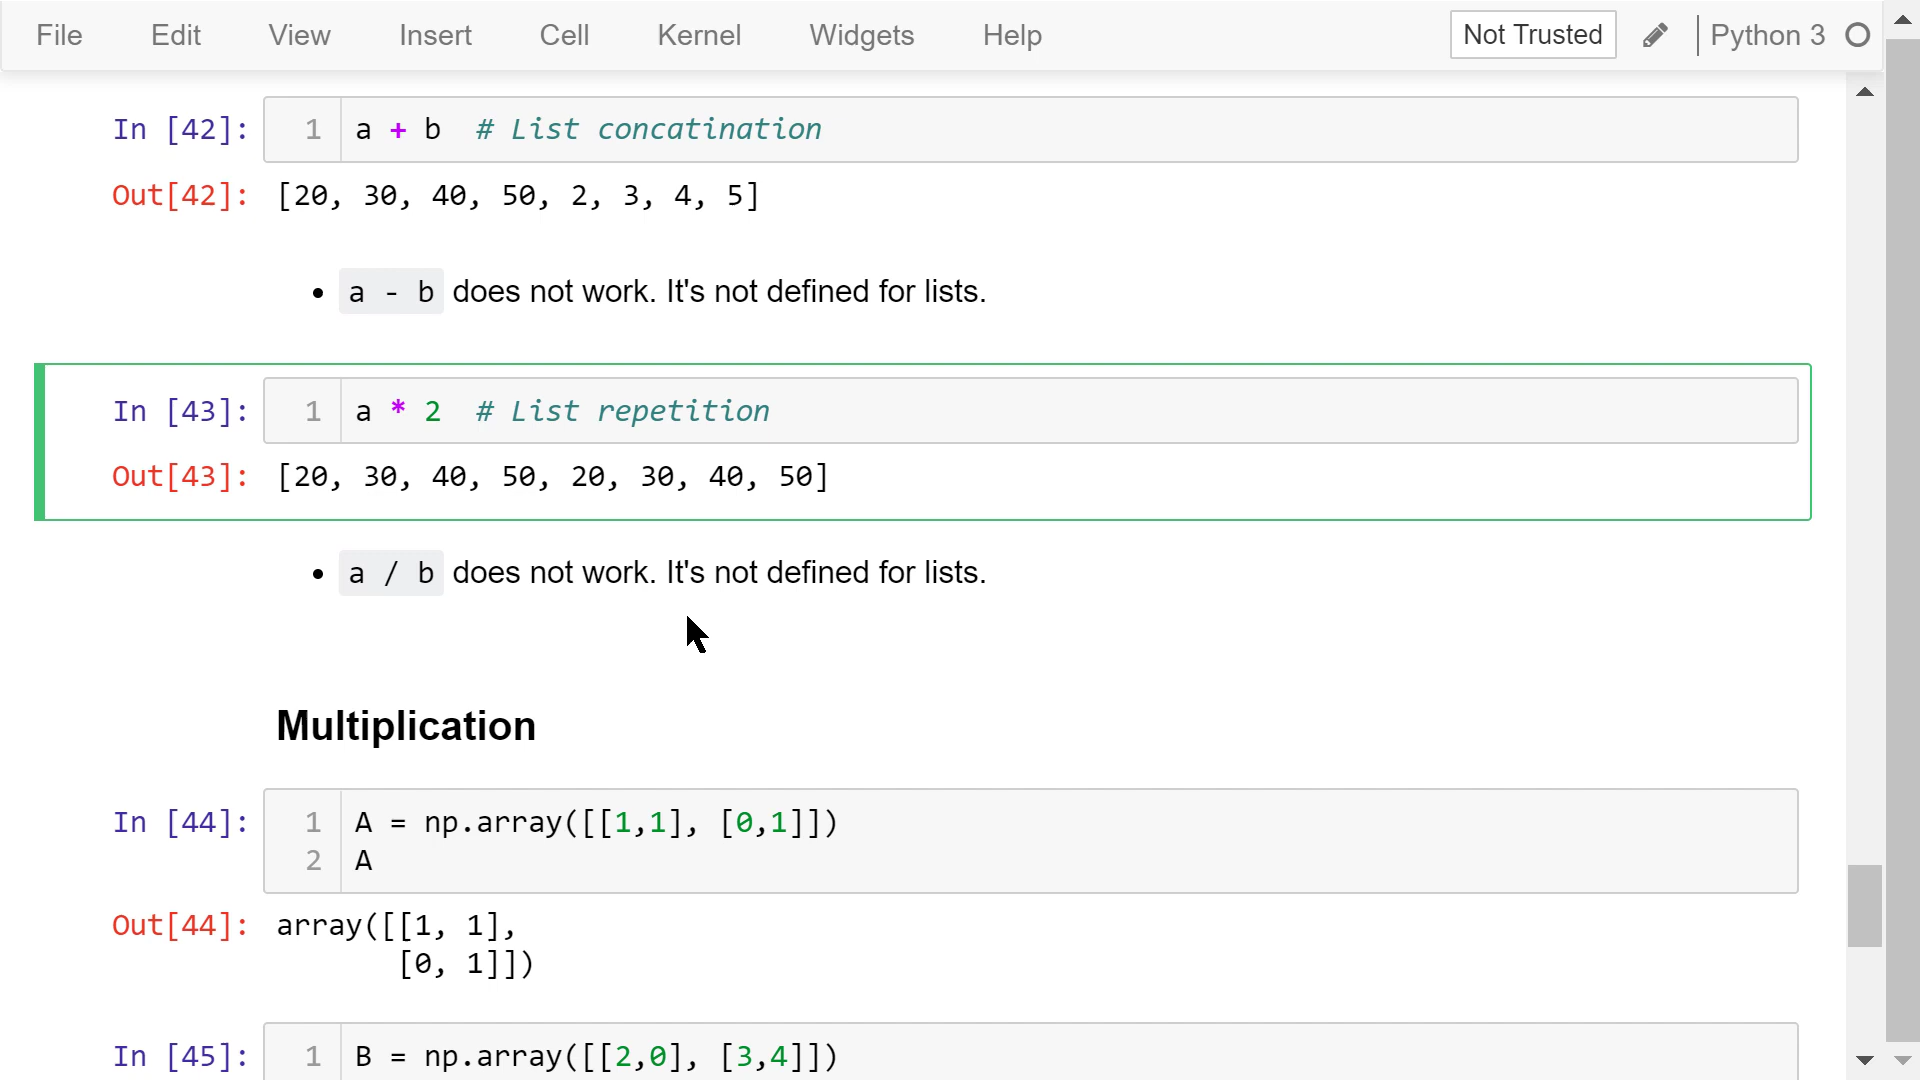 File Edit View Insert Cell Kernel Widgets Help Not Trusted Python 3
In [42]: 1 a + b  # List concatination
Out[42]: [20, 30, 40, 50, 2, 3, 4, 5]
• a - b does not work. It's not defined for lists.
In [43]: 1 a * 2  # List repetition
Out[43]: [20, 30, 40, 50, 20, 30, 40, 50]
• a / b does not work. It's not defined for lists.
Multiplication
In [44]: 1 A = np.array([[1,1], [0,1]])
2 A
Out[44]: array([[1, 1],
[0, 1]])
In [45]: 1 B = np.array([[2,0], [3,4]])